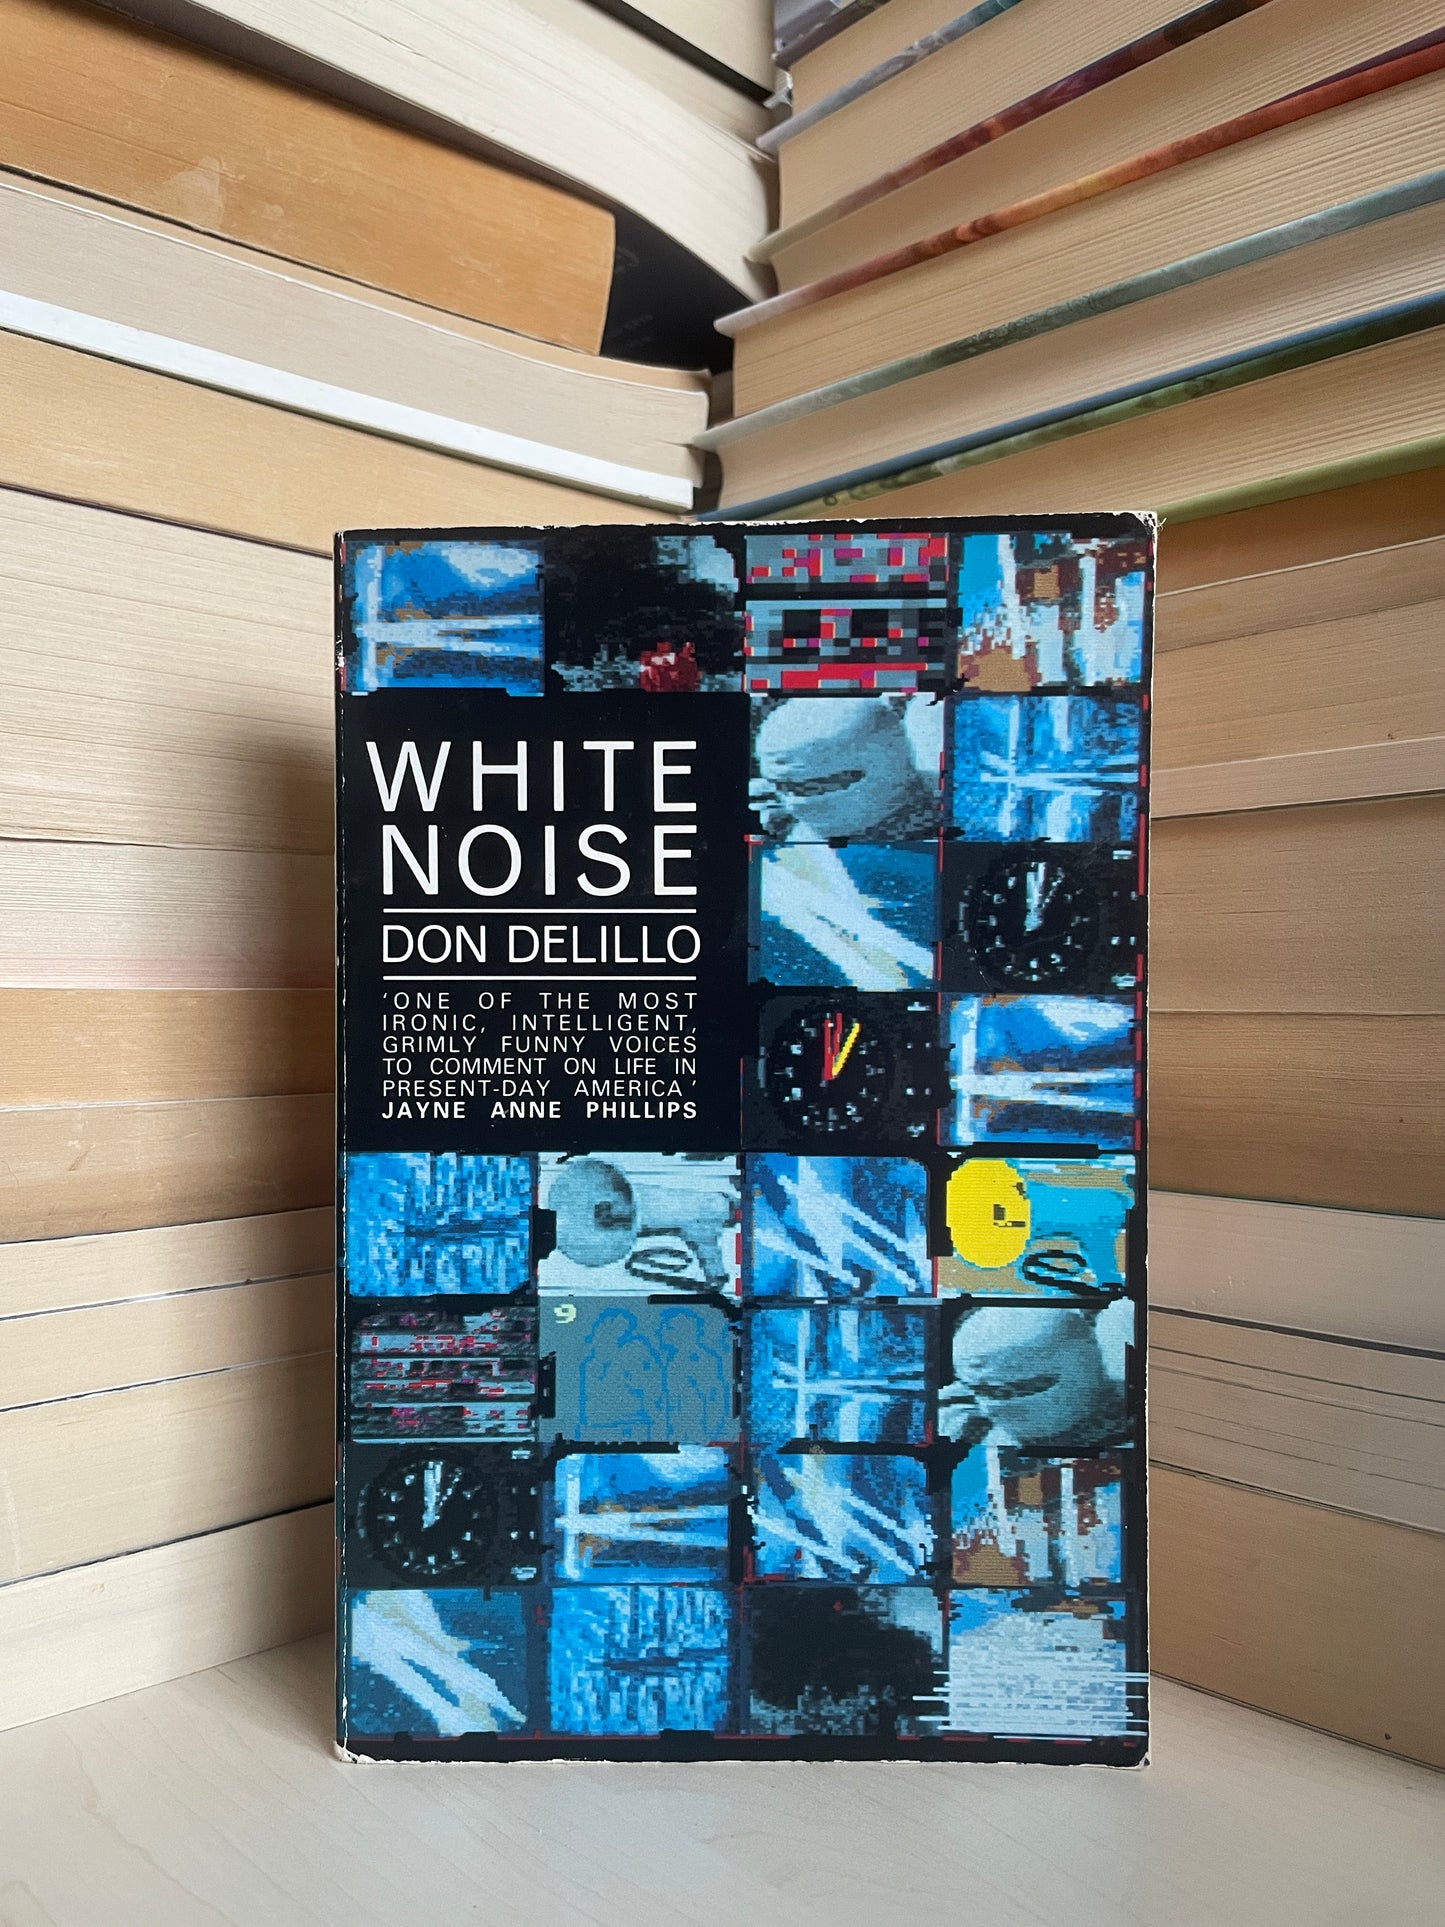 WHITE
NOISE
DON DELILLO
‘ONE OF THE MOST
IRONIC, INTELLIGENT,
GRIMLY FUNNY VOICES
TO COMMENT ON LIFE IN
PRESENT-DAY AMERICA’
JAYNE ANNE PHILLIPS
9